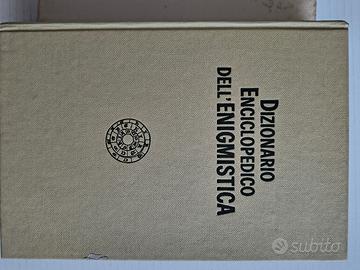 DIZIONARIO
ENCICLOPEDICO
DELL'ENIGMISTICA
subito